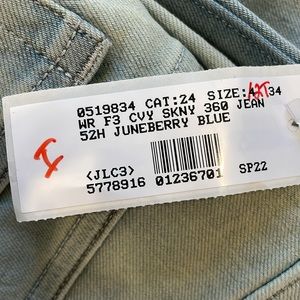 0519834 CAT:24 SIZE: 34
WR F3 CVY SKNY 360 JEAN
52H JUNEBERRY BLUE
I
<JLC3>
5778916 01236701 SP22